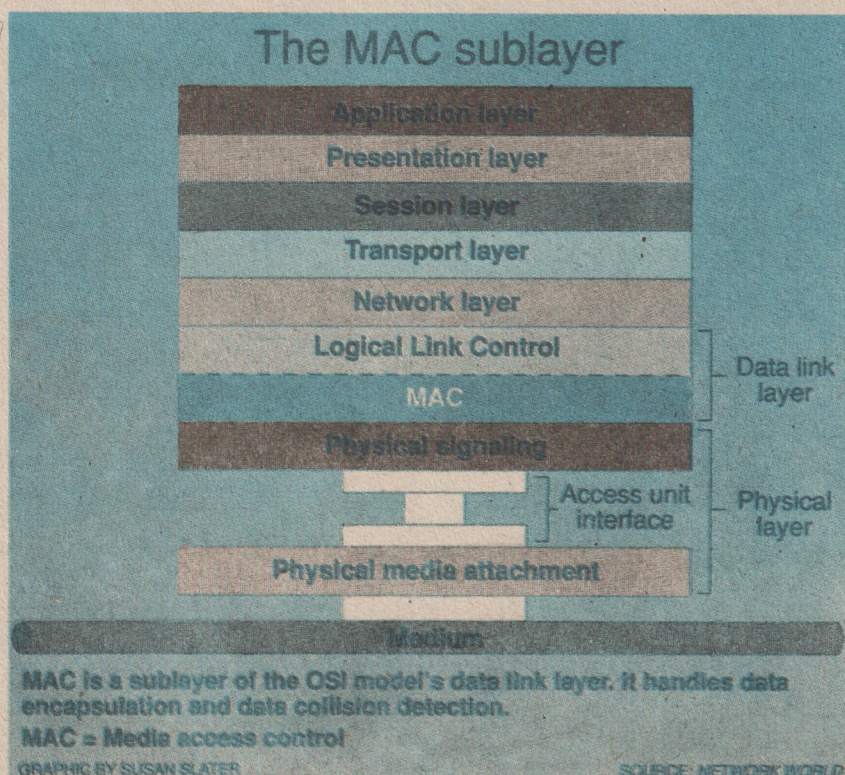 The MAC sublayer
Application layer
Presentation layer
Session layer
Transport layer
Network layer
Logical Link Control
MAC
Data link
layer
Physical signaling
Access unit
interface
Physical
layer
Physical media attachment
Medium
MAC is a sublayer of the OSI model's data link layer. It handles data
encapsulation and data collision detection.
MAC = Media access control
GRAPHIC BY SUSAN SLATER
SOURCE: NETWORK WORLD